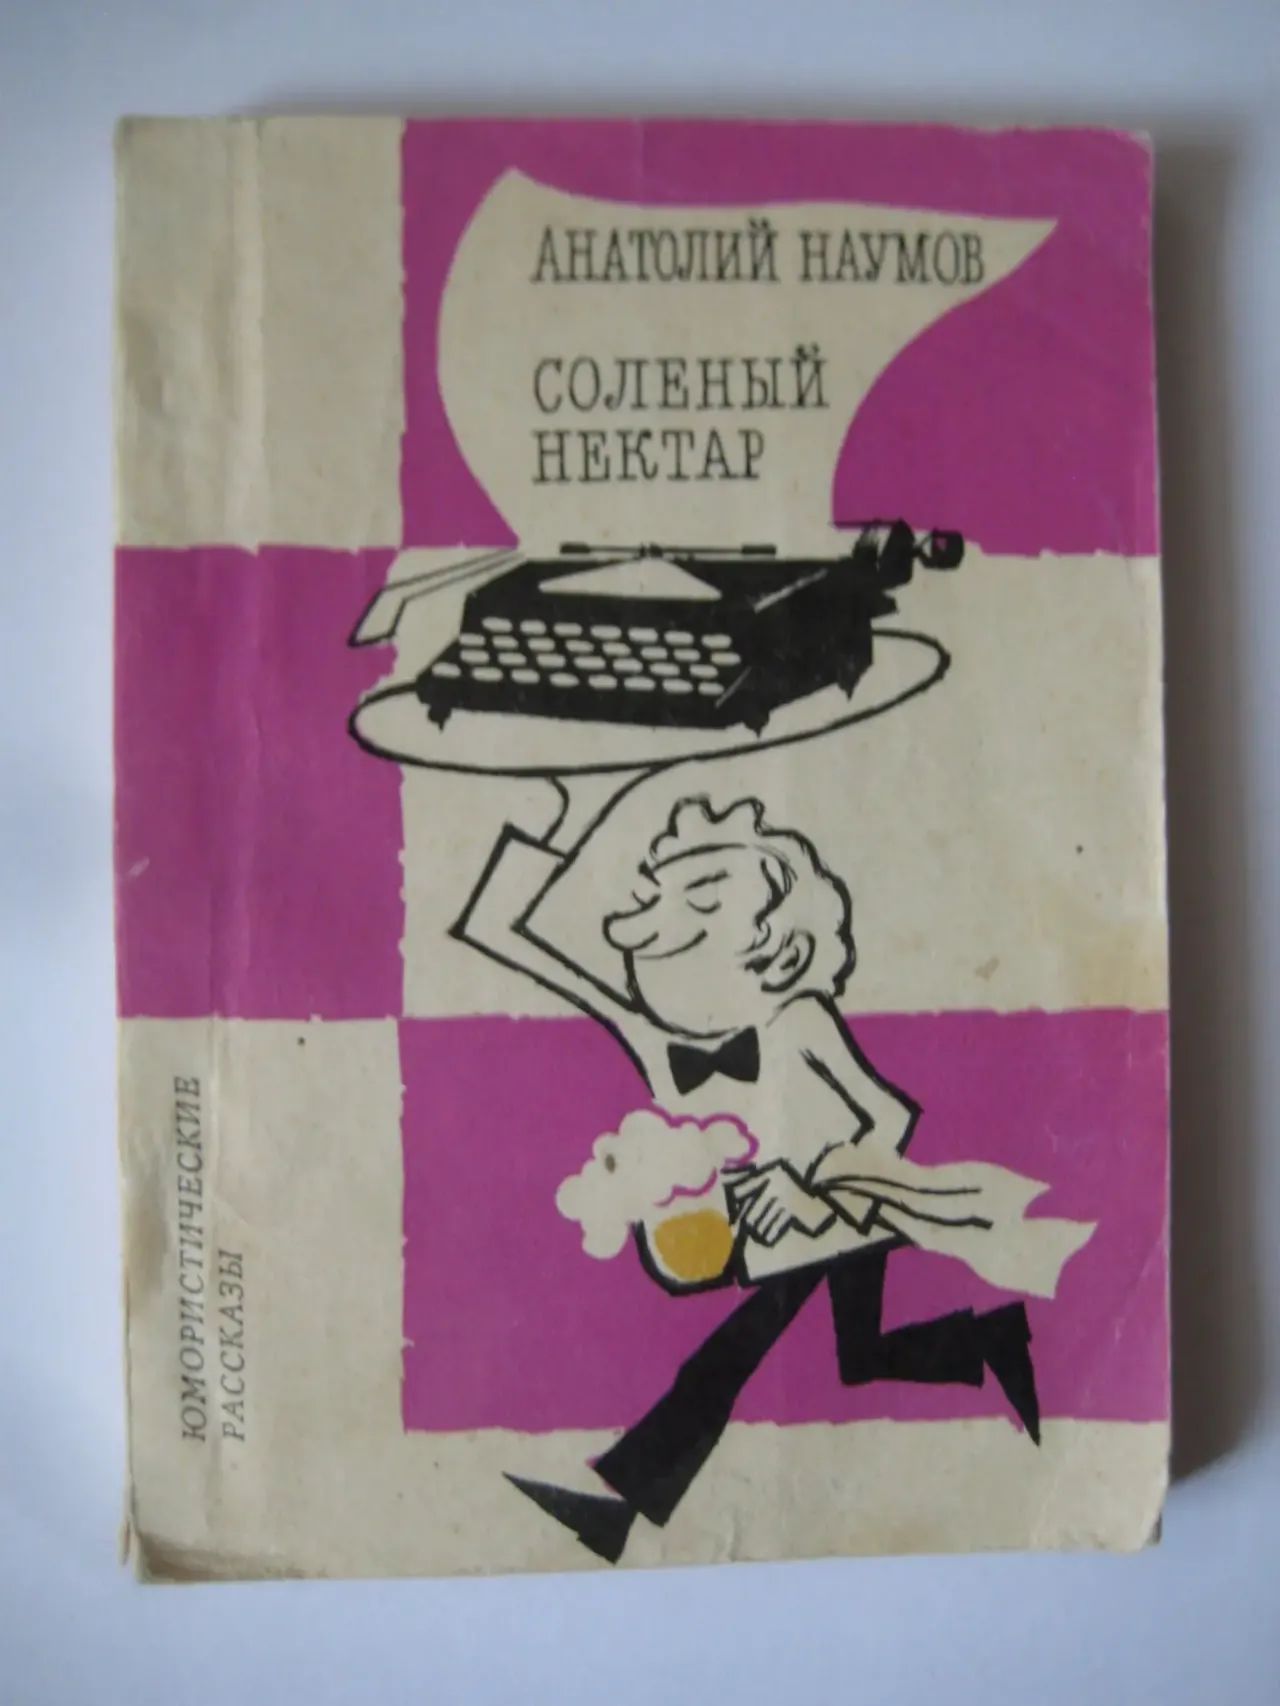 АНАТОЛИЙ НАУМОВ
СОЛЕНЫЙ
НЕКТАР
ЮМОРИСТИЧЕСКИЕ
РАССКАЗЫ